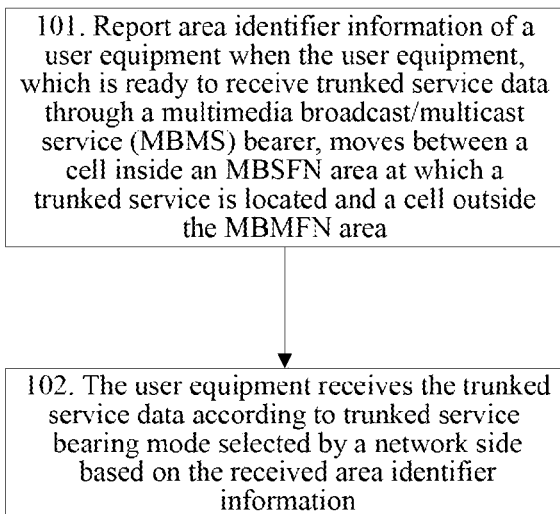 101. Report area identifier information of a
user equipment when the user equipment,
which is ready to receive trunked service data
through a multimedia broadcast/multicast
service (MBMS) bearer, moves between a
cell inside an MBSFN area at which a
trunked service is located and a cell outside
the MBMFN area
102. The user equipment receives the trunked
service data according to trunked service
bearing mode selected by a network side
based on the received area identifier
information